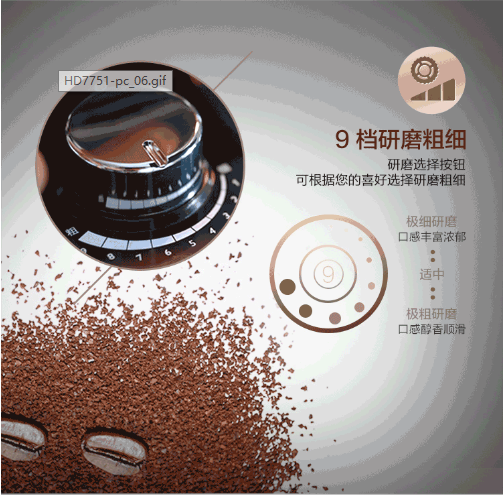 HD7751-pc_06.gif
9 档研磨粗细
研磨选择按钮
可根据您的喜好选择研磨粗细
粗
9 8 7 6 5 4 3
9
极细研磨
口感丰富浓郁
适中
极粗研磨
口感醇香顺滑